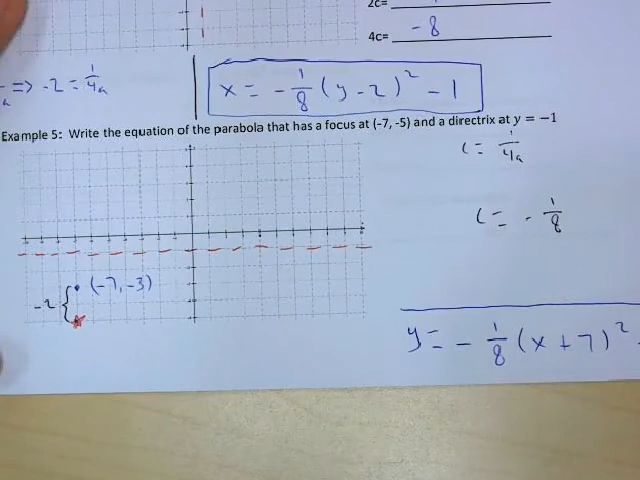 2c=
4c= -8
a => -2 = 1/4a
x = -1/8 (y-2)² - 1
Example 5: Write the equation of the parabola that has a focus at (-7, -5) and a directrix at y = -1
c = 1/4a
c = -1/8
(-7, -3)
-2 {
y = -1/8 (x+7)²